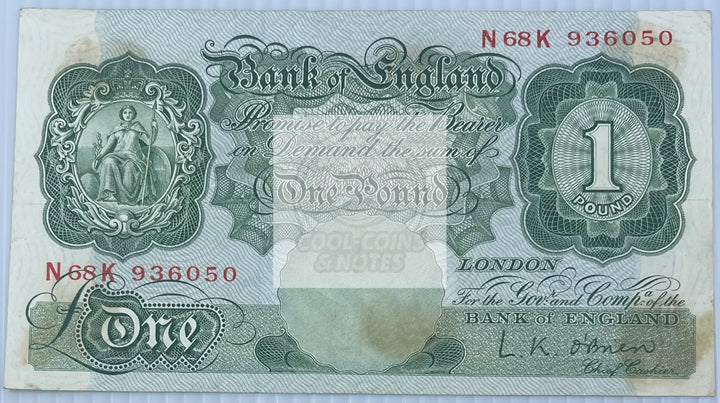 N68K 936050
Bank of England
Promise to pay the Bearer
on Demand the sum of
One Pound
1
POUND
COOL-COINS
& NOTES
N68K 936050
LONDON
For the Govr. and Compa. of the
BANK of ENGLAND
£One
L. K. O'Brien
Chief Cashier.